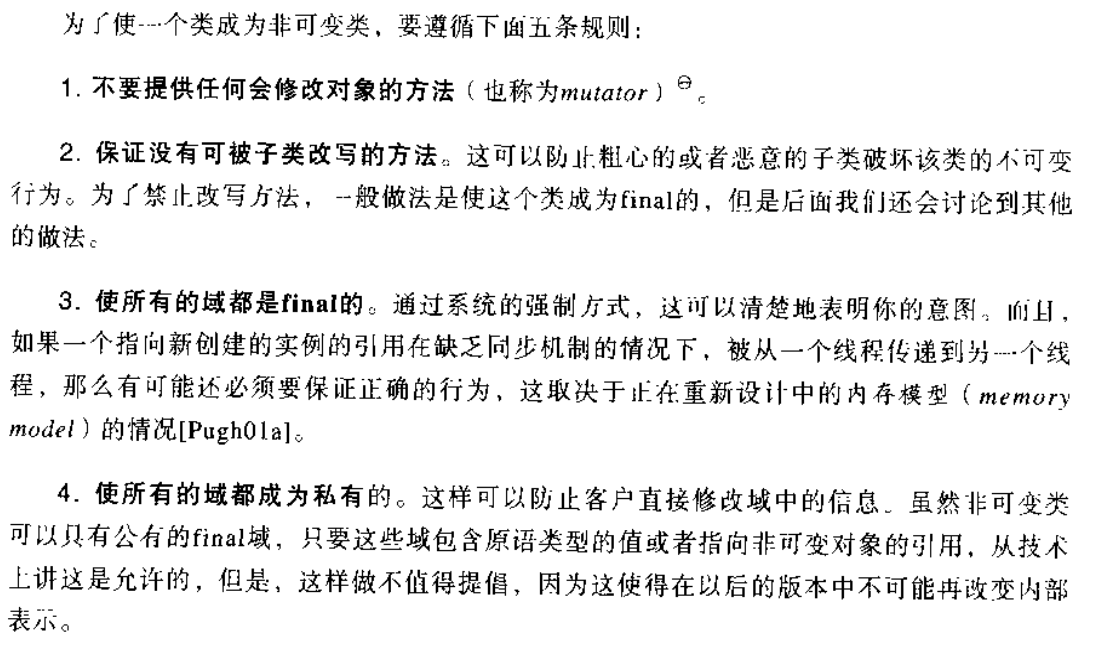 为了使一个类成为非可变类，要遵循下面五条规则：
1. 不要提供任何会修改对象的方法（也称为mutator）㊀。
2. 保证没有可被子类改写的方法。这可以防止粗心的或者恶意的子类破坏该类的不可变
行为。为了禁止改写方法，一般做法是使这个类成为final的，但是后面我们还会讨论到其他
的做法。
3. 使所有的域都是final的。通过系统的强制方式，这可以清楚地表明你的意图。而且，
如果一个指向新创建的实例的引用在缺乏同步机制的情况下，被从一个线程传递到另一个线
程，那么有可能还必须要保证正确的行为，这取决于正在重新设计中的内存模型（memory
model）的情况[Pugh01a]。
4. 使所有的域都成为私有的。这样可以防止客户直接修改域中的信息。虽然非可变类
可以具有公有的final域，只要这些域包含原语类型的值或者指向非可变对象的引用，从技术
上讲这是允许的，但是，这样做不值得提倡，因为这使得在以后的版本中不可能再改变内部
表示。